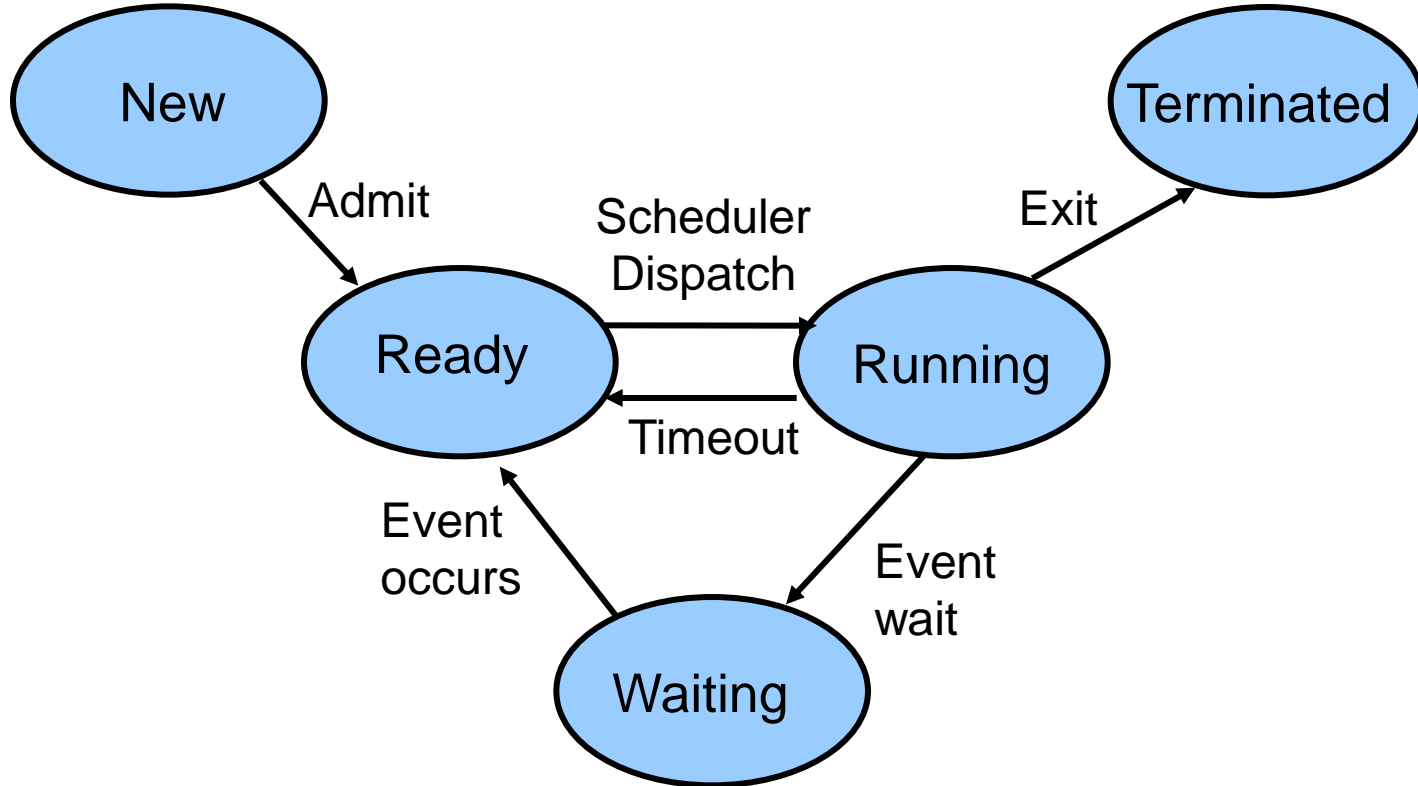 New
Terminated
Admit
Scheduler
Dispatch
Exit
Ready
Running
Timeout
Event
occurs
Event
wait
Waiting